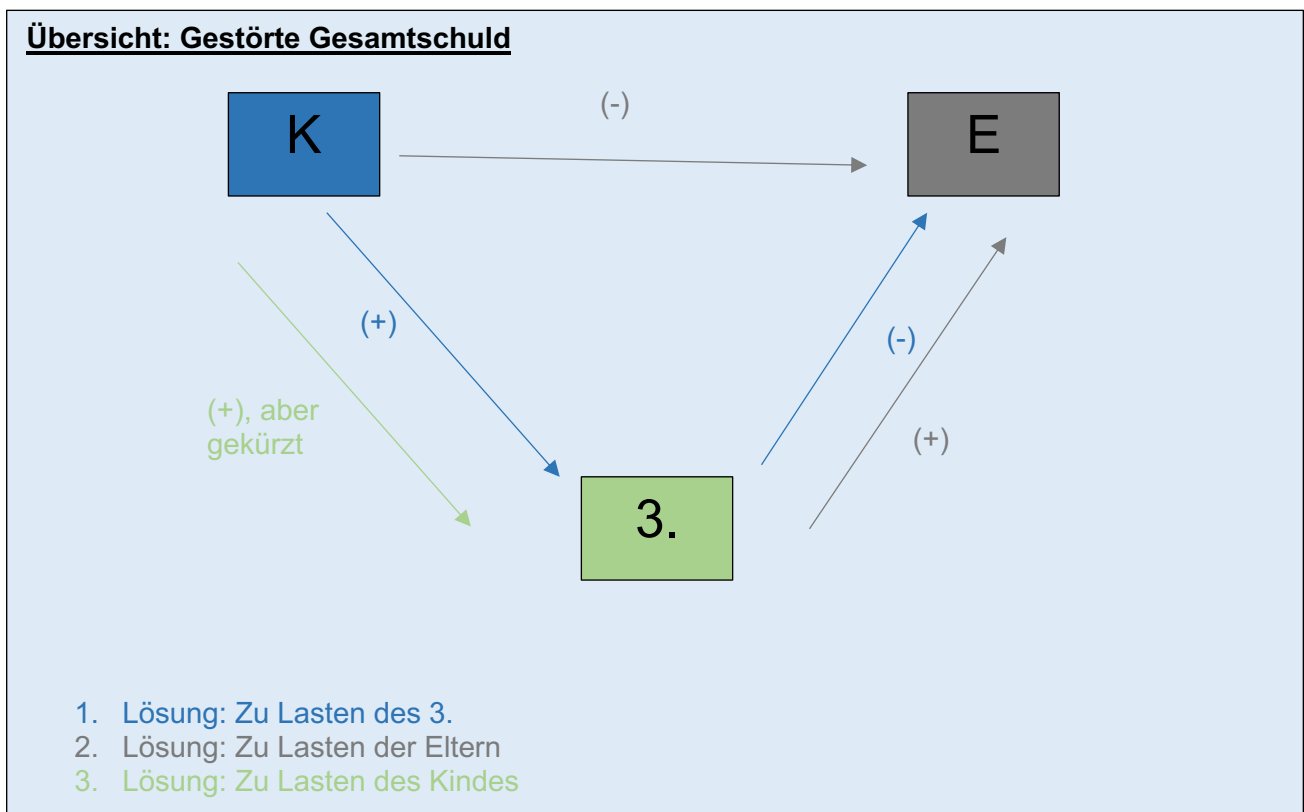 Übersicht: Gestörte Gesamtschuld
K
(-)
E
(+)
(-)
(+), aber
gekürzt
(+)
3.
1. Lösung: Zu Lasten des 3.
2. Lösung: Zu Lasten der Eltern
3. Lösung: Zu Lasten des Kindes